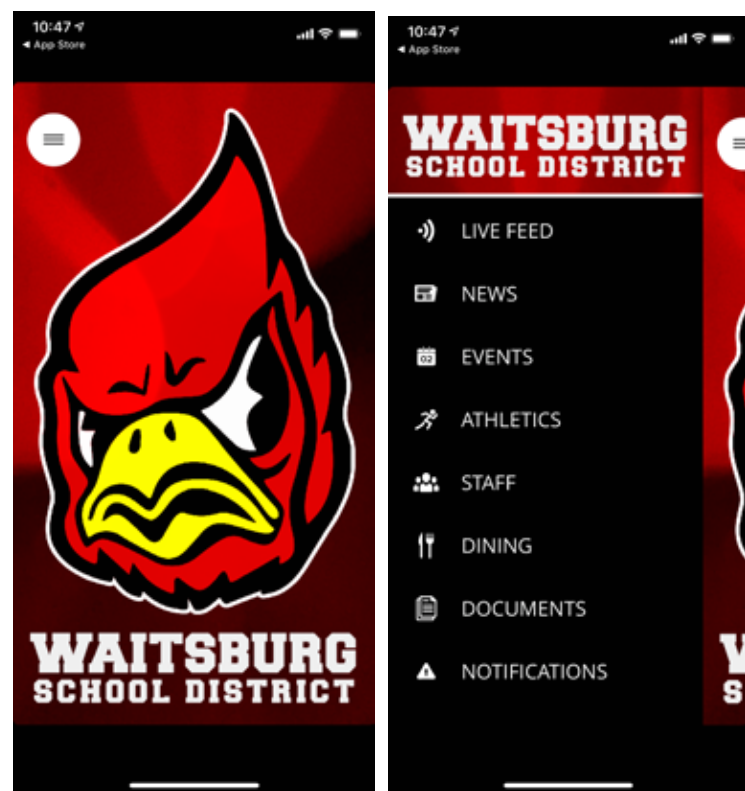 10:47
◀ App Store
WAITSBURG
SCHOOL DISTRICT
10:47
◀ App Store
WAITSBURG
SCHOOL DISTRICT
LIVE FEED
NEWS
02
EVENTS
ATHLETICS
STAFF
DINING
DOCUMENTS
NOTIFICATIONS
W
S